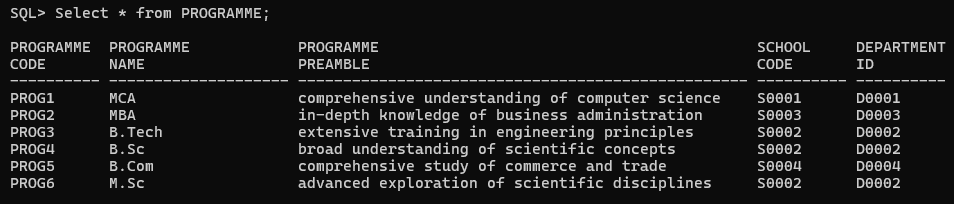 SQL> Select * from PROGRAMME;
PROGRAMME  PROGRAMME            PROGRAMME                                          SCHOOL     DEPARTMENT
CODE       NAME                 PREAMBLE                                           CODE       ID
---------- -------------------- -------------------------------------------------- ---------- ----------
PROG1      MCA                  comprehensive understanding of computer science    S0001      D0001
PROG2      MBA                  in-depth knowledge of business administration      S0003      D0003
PROG3      B.Tech               extensive training in engineering principles       S0002      D0002
PROG4      B.Sc                 broad understanding of scientific concepts         S0002      D0002
PROG5      B.Com                comprehensive study of commerce and trade          S0004      D0004
PROG6      M.Sc                 advanced exploration of scientific disciplines     S0002      D0002